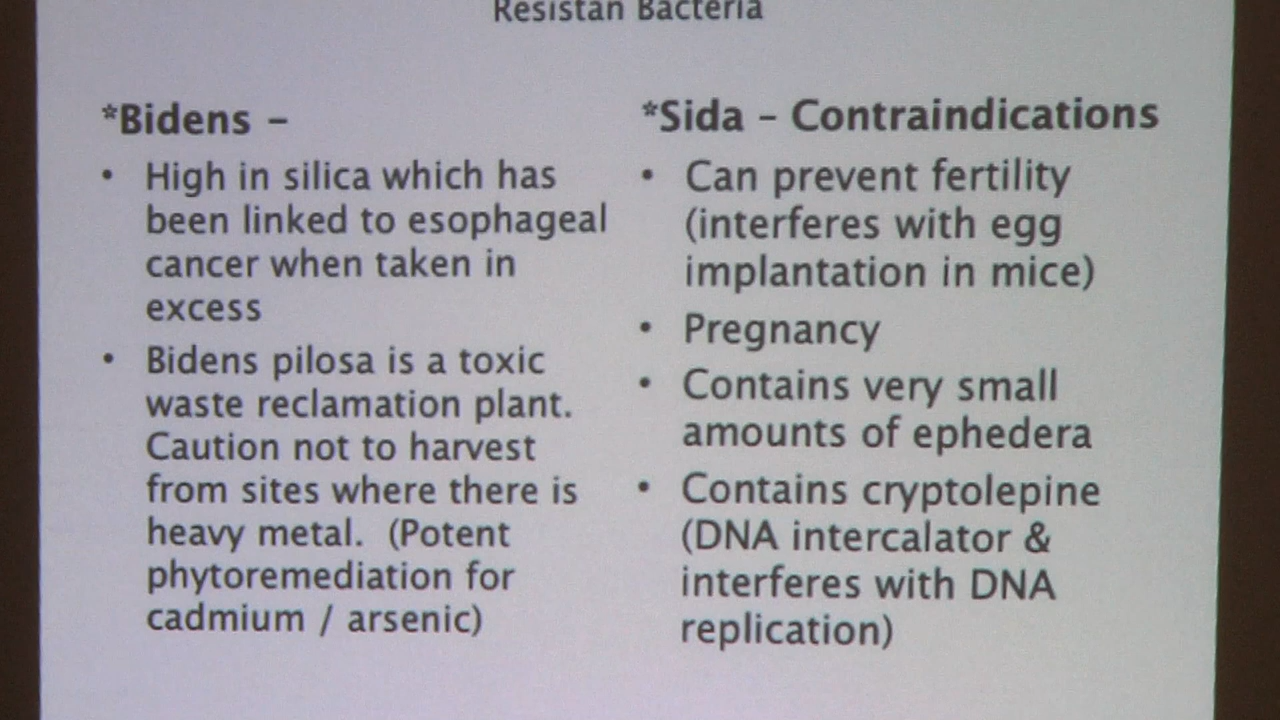 Resistan Bacteria
*Bidens –
• High in silica which has
been linked to esophageal
cancer when taken in
excess
• Bidens pilosa is a toxic
waste reclamation plant.
Caution not to harvest
from sites where there is
heavy metal.  (Potent
phytoremediation for
cadmium / arsenic)
*Sida – Contraindications
• Can prevent fertility
(interferes with egg
implantation in mice)
• Pregnancy
• Contains very small
amounts of ephedera
• Contains cryptolepine
(DNA intercalator &
interferes with DNA
replication)